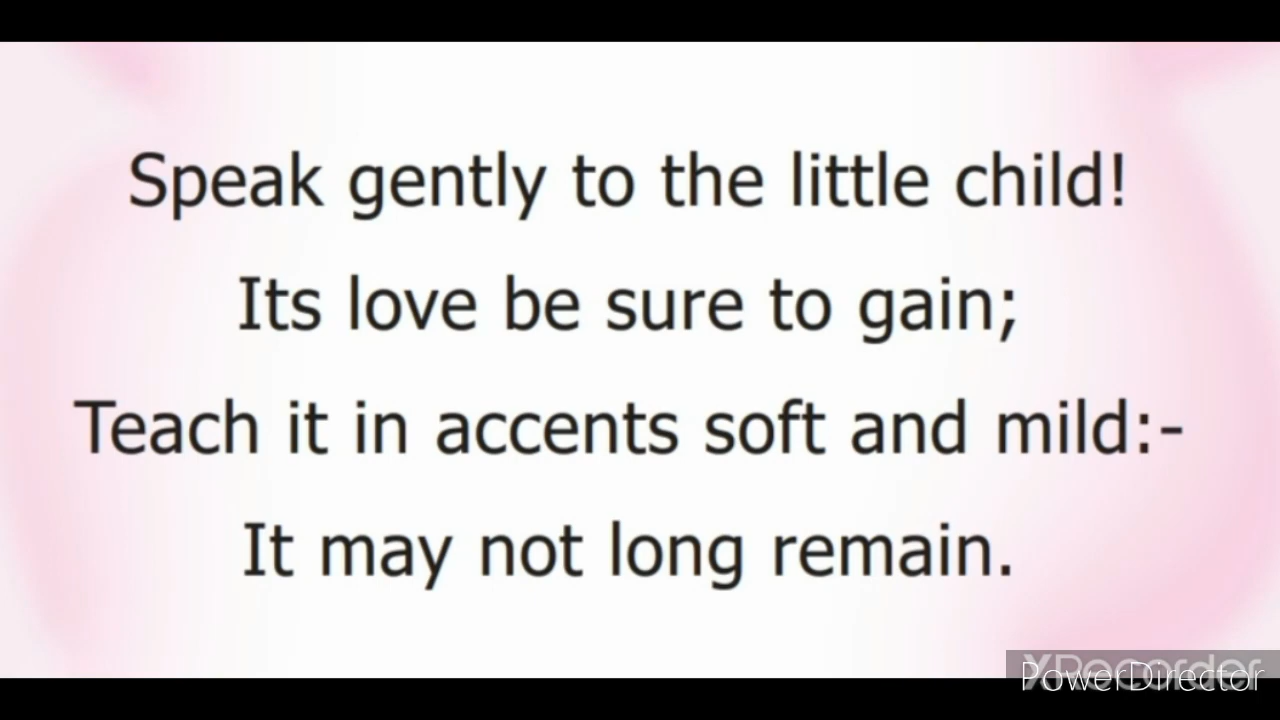 Speak gently to the little child!
Its love be sure to gain;
Teach it in accents soft and mild:-
It may not long remain.
XRecorder
PowerDirector